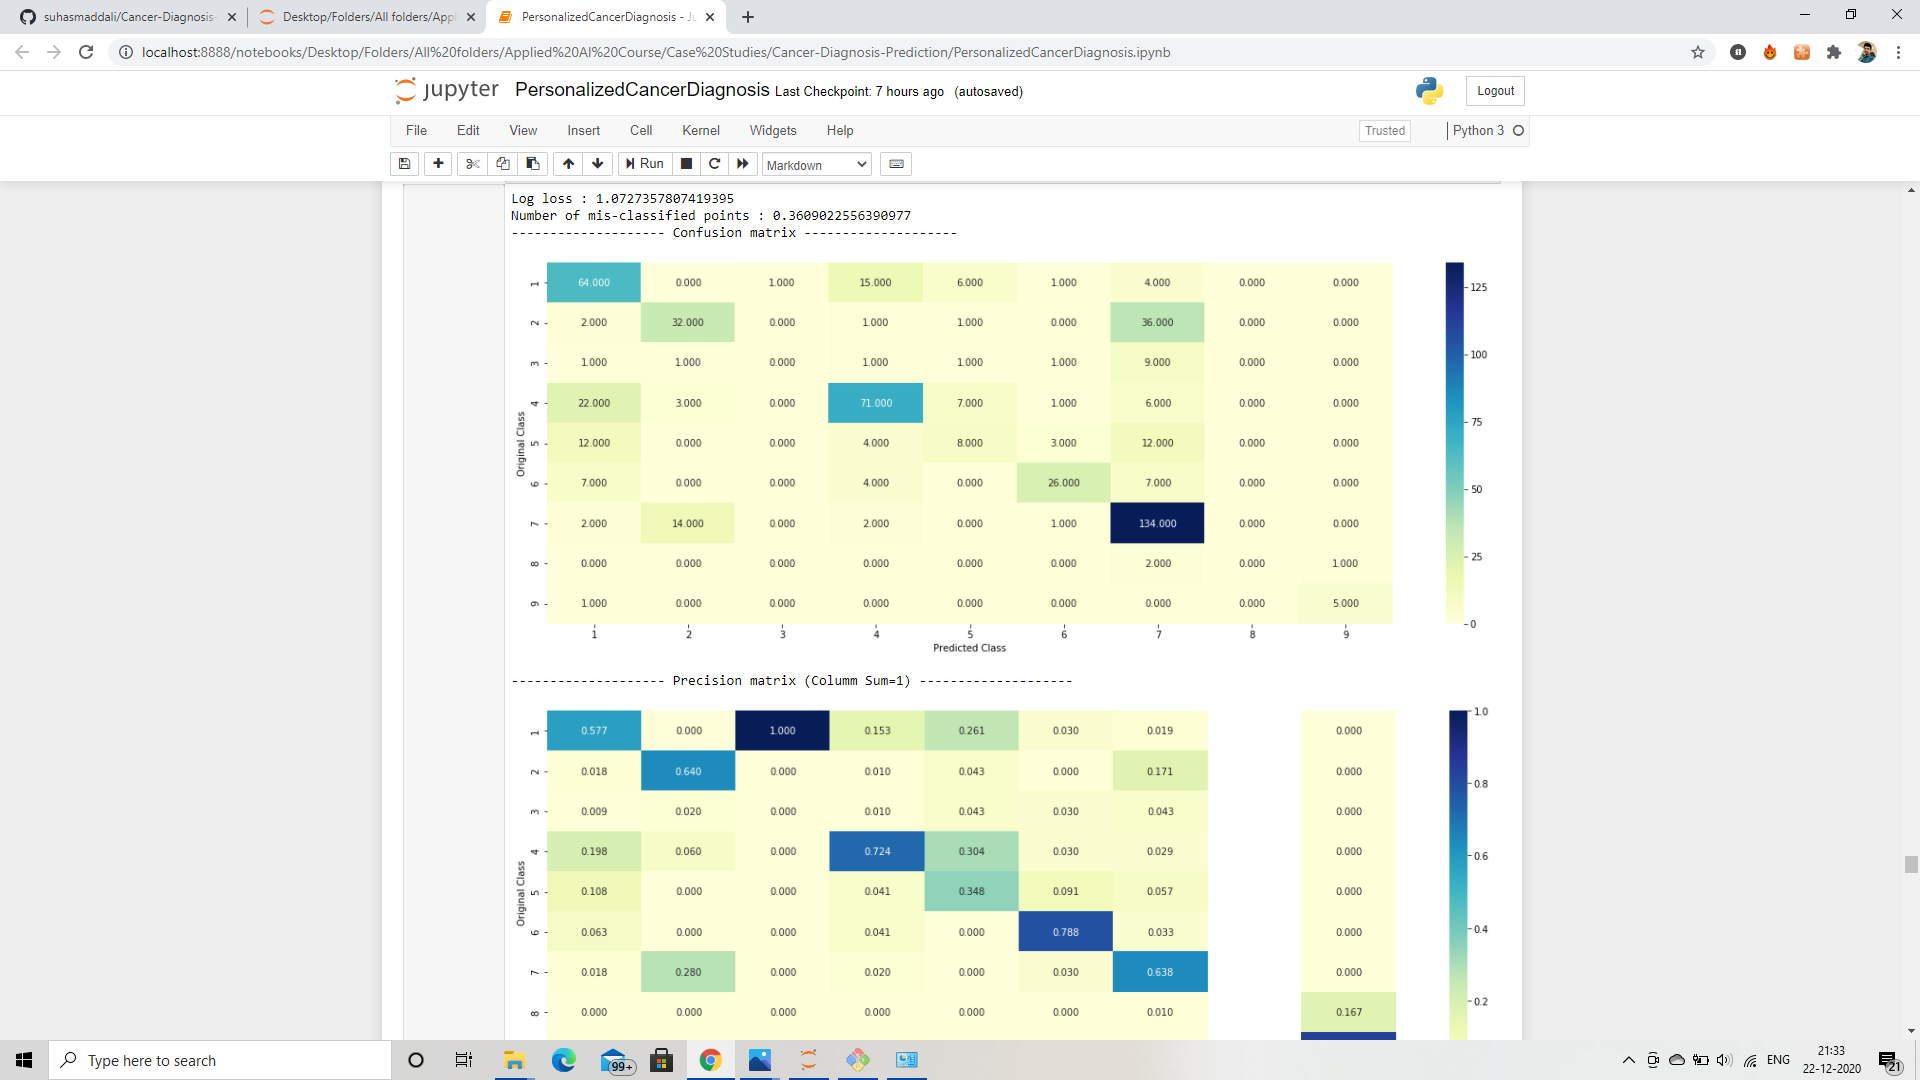 suhasmaddali/Cancer-Diagnosis-
Desktop/Folders/All folders/Appl
PersonalizedCancerDiagnosis - Ju
localhost:8888/notebooks/Desktop/Folders/All%20folders/Applied%20AI%20Course/Case%20Studies/Cancer-Diagnosis-Prediction/PersonalizedCancerDiagnosis.ipynb
jupyter PersonalizedCancerDiagnosis Last Checkpoint: 7 hours ago (autosaved) Logout
File Edit View Insert Cell Kernel Widgets Help Trusted Python 3
Run Markdown
Log loss : 1.0727357807419395
Number of mis-classified points : 0.3609022556390977
-------------------- Confusion matrix --------------------
1 64.000 0.000 1.000 15.000 6.000 1.000 4.000 0.000 0.000
2 2.000 32.000 0.000 1.000 1.000 0.000 36.000 0.000 0.000
3 1.000 1.000 0.000 1.000 1.000 1.000 9.000 0.000 0.000
4 22.000 3.000 0.000 71.000 7.000 1.000 6.000 0.000 0.000
5 12.000 0.000 0.000 4.000 8.000 3.000 12.000 0.000 0.000
6 7.000 0.000 0.000 4.000 0.000 26.000 7.000 0.000 0.000
7 2.000 14.000 0.000 2.000 0.000 1.000 134.000 0.000 0.000
8 0.000 0.000 0.000 0.000 0.000 0.000 2.000 0.000 1.000
9 1.000 0.000 0.000 0.000 0.000 0.000 0.000 0.000 5.000
1 2 3 4 5 6 7 8 9
Predicted Class
Original Class
125
100
75
50
25
0
-------------------- Precision matrix (Columm Sum=1) --------------------
1 0.577 0.000 1.000 0.153 0.261 0.030 0.019 0.000
2 0.018 0.640 0.000 0.010 0.043 0.000 0.171 0.000
3 0.009 0.020 0.000 0.010 0.043 0.030 0.043 0.000
4 0.198 0.060 0.000 0.724 0.304 0.030 0.029 0.000
5 0.108 0.000 0.000 0.041 0.348 0.091 0.057 0.000
6 0.063 0.000 0.000 0.041 0.000 0.788 0.033 0.000
7 0.018 0.280 0.000 0.020 0.000 0.030 0.638 0.000
8 0.000 0.000 0.000 0.000 0.000 0.000 0.010 0.167
Original Class
1.0
0.8
0.6
0.4
0.2
Type here to search
99+
ENG
21:33
22-12-2020
21